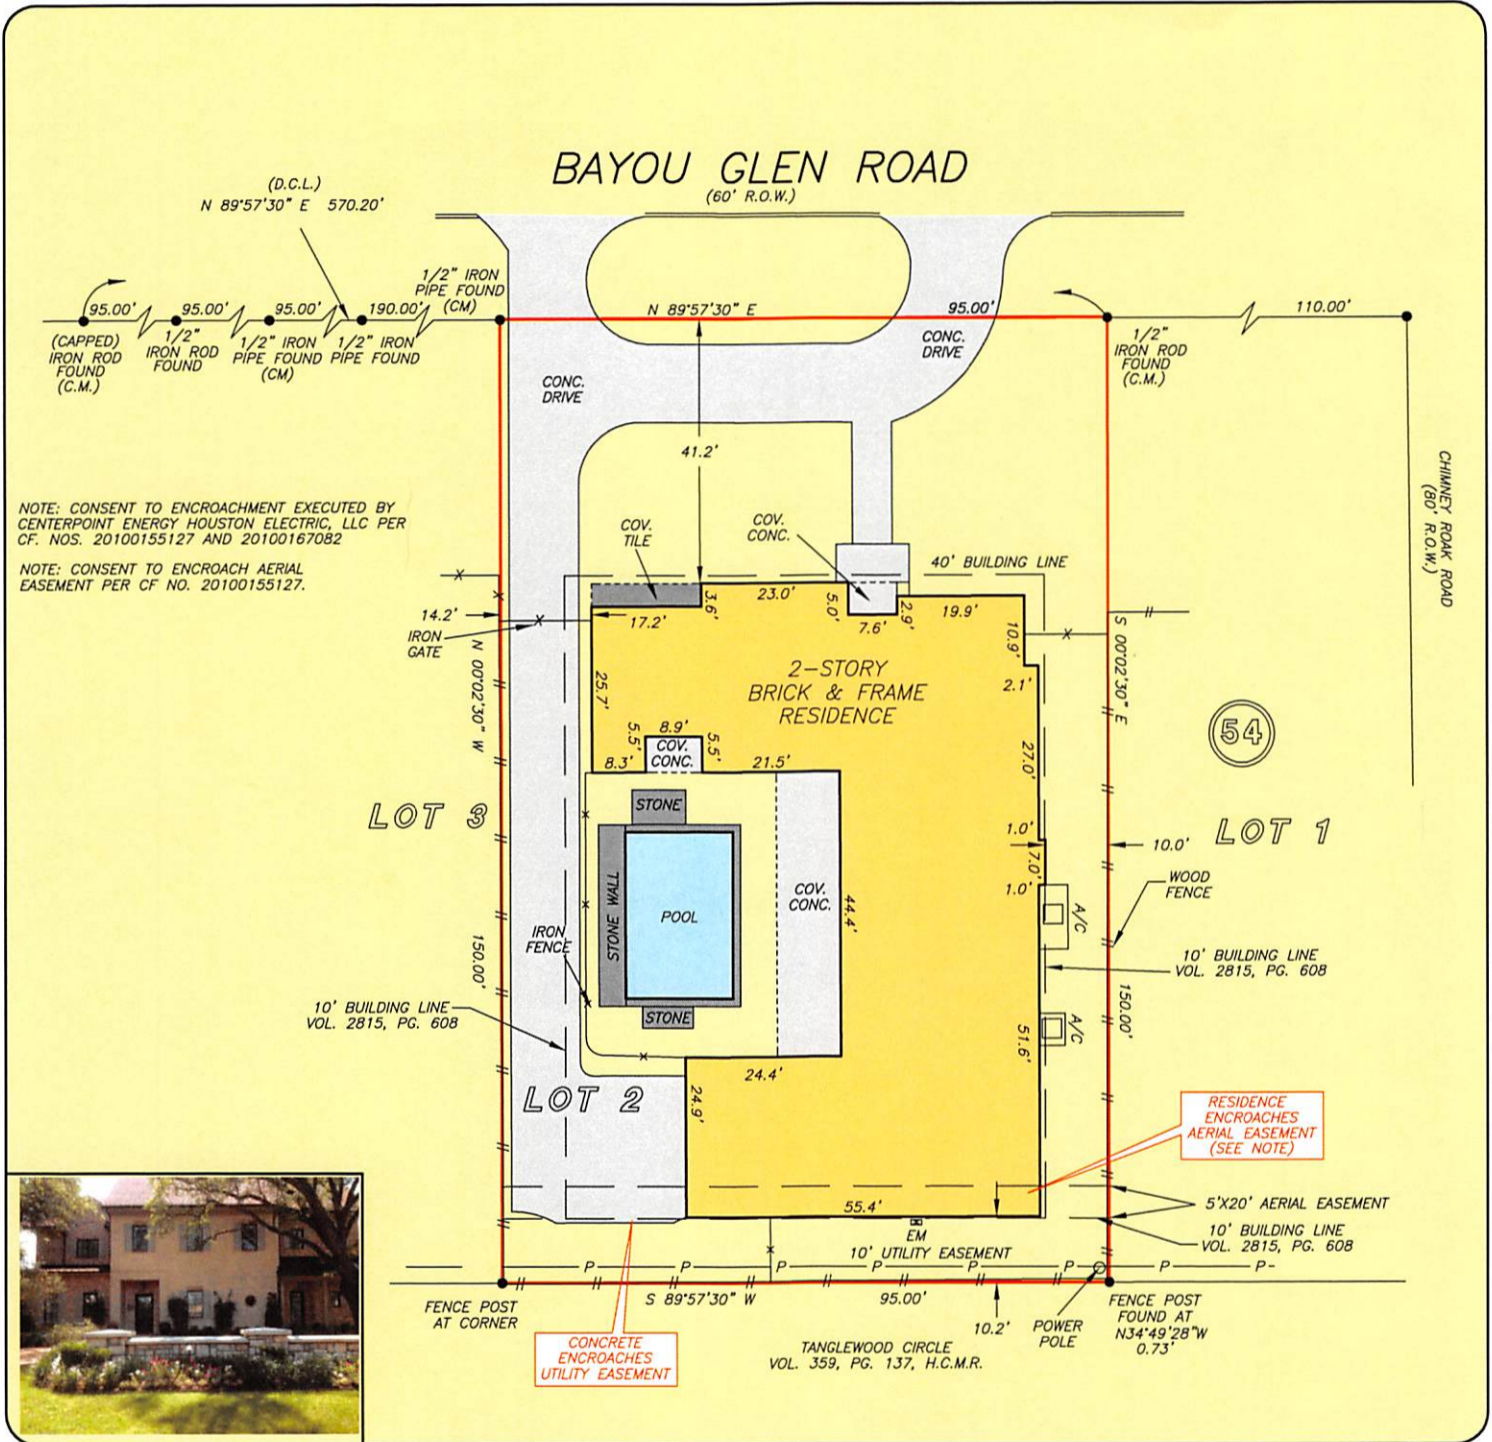 BAYOU GLEN ROAD
(60' R.O.W.)
(D.C.L.)
N 89°57'30" E 570.20'
95.00'
95.00'
95.00'
190.00'
1/2" IRON
PIPE FOUND
(CM)
N 89°57'30" E
95.00'
110.00'
(CAPPED)
IRON ROD
FOUND
(C.M.)
1/2"
IRON ROD
FOUND
1/2" IRON
PIPE FOUND
(CM)
1/2" IRON
PIPE FOUND
CONC.
DRIVE
CONC.
DRIVE
1/2"
IRON ROD
FOUND
(C.M.)
41.2'
CHIMNEY ROAK ROAD
(80' R.O.W.)
NOTE: CONSENT TO ENCROACHMENT EXECUTED BY
CENTERPOINT ENERGY HOUSTON ELECTRIC, LLC PER
CF. NOS. 20100155127 AND 20100167082
NOTE: CONSENT TO ENCROACH AERIAL
EASEMENT PER CF NO. 20100155127.
COV.
TILE
COV.
CONC.
40' BUILDING LINE
14.2'
IRON
GATE
17.2'
3.6'
23.0'
5.0'
7.6'
2.9'
19.9'
10.9'
2.1'
N 00°02'30" W
S 00°02'30" E
25.7'
2-STORY
BRICK & FRAME
RESIDENCE
54
5.5'
8.9'
5.5'
COV.
CONC.
8.3'
21.5'
27.0'
LOT 3
STONE
1.0'
7.0'
1.0'
10.0'
LOT 1
WOOD
FENCE
STONE WALL
POOL
COV.
CONC.
44.4'
A/C
IRON
FENCE
150.00'
10' BUILDING LINE
VOL. 2815, PG. 608
10' BUILDING LINE
VOL. 2815, PG. 608
STONE
A/C
51.6'
150.00'
24.4'
LOT 2
24.9'
RESIDENCE
ENCROACHES
AERIAL EASEMENT
(SEE NOTE)
55.4'
5'X20' AERIAL EASEMENT
EM
10' UTILITY EASEMENT
10' BUILDING LINE
VOL. 2815, PG. 608
P P P P P P P P
S 89°57'30" W
95.00'
FENCE POST
AT CORNER
10.2'
POWER
POLE
FENCE POST
FOUND AT
N34°49'28"W
0.73'
CONCRETE
ENCROACHES
UTILITY EASEMENT
TANGLEWOOD CIRCLE
VOL. 359, PG. 137, H.C.M.R.